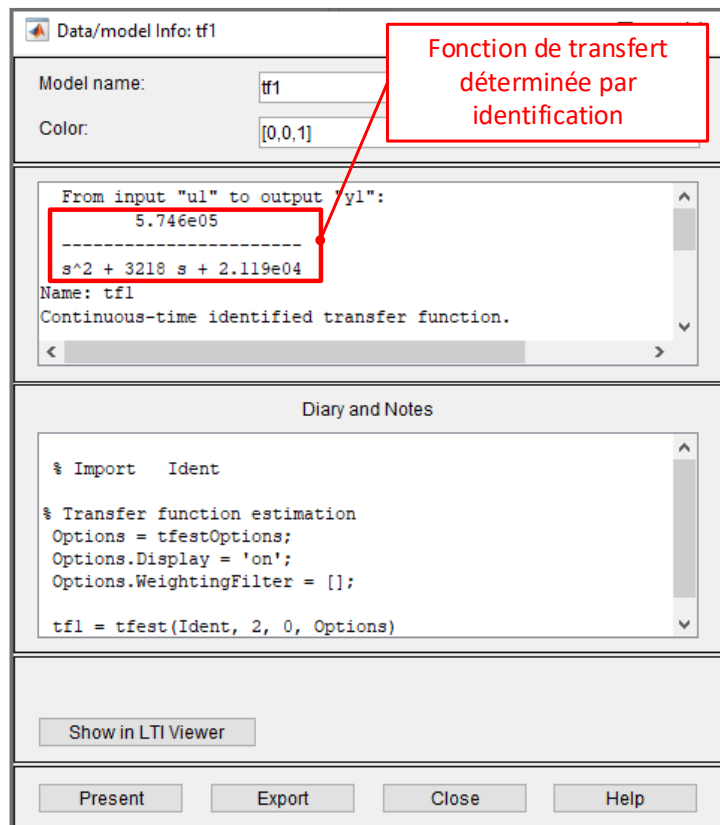 Data/model Info: tf1
Fonction de transfert
déterminée par
identification
Model name:
tf1
Color:
[0,0,1]
From input "u1" to output "y1":
5.746e05
-----------------------
s^2 + 3218 s + 2.119e04
Name: tf1
Continuous-time identified transfer function.
Diary and Notes
% Import   Ident
% Transfer function estimation
Options = tfestOptions;
Options.Display = 'on';
Options.WeightingFilter = [];
tf1 = tfest(Ident, 2, 0, Options)
Show in LTI Viewer
Present
Export
Close
Help